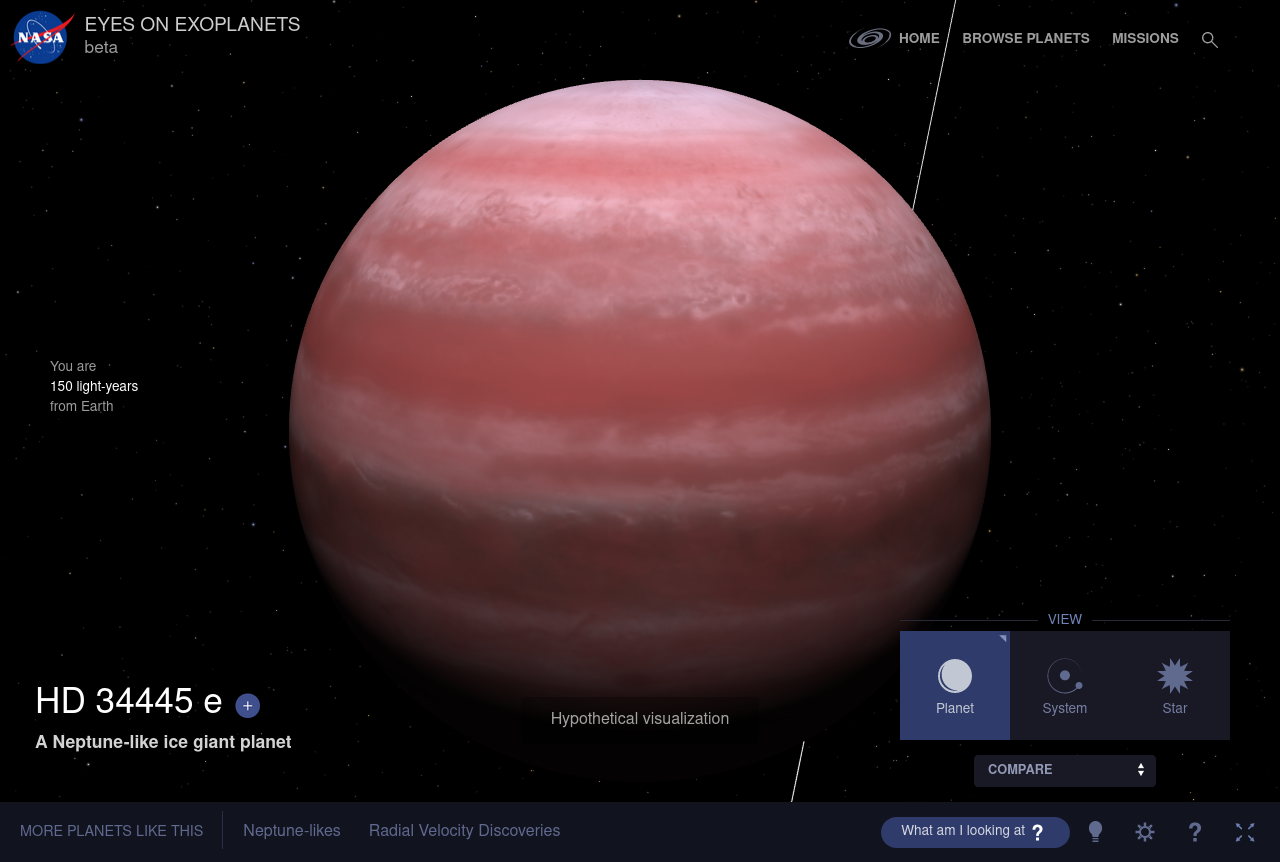 NASA
EYES ON EXOPLANETS
beta
HOME
BROWSE PLANETS
MISSIONS
You are
150 light-years
from Earth
HD 34445 e +
A Neptune-like ice giant planet
Hypothetical visualization
VIEW
Planet
System
Star
COMPARE
MORE PLANETS LIKE THIS
Neptune-likes
Radial Velocity Discoveries
What am I looking at ?
?